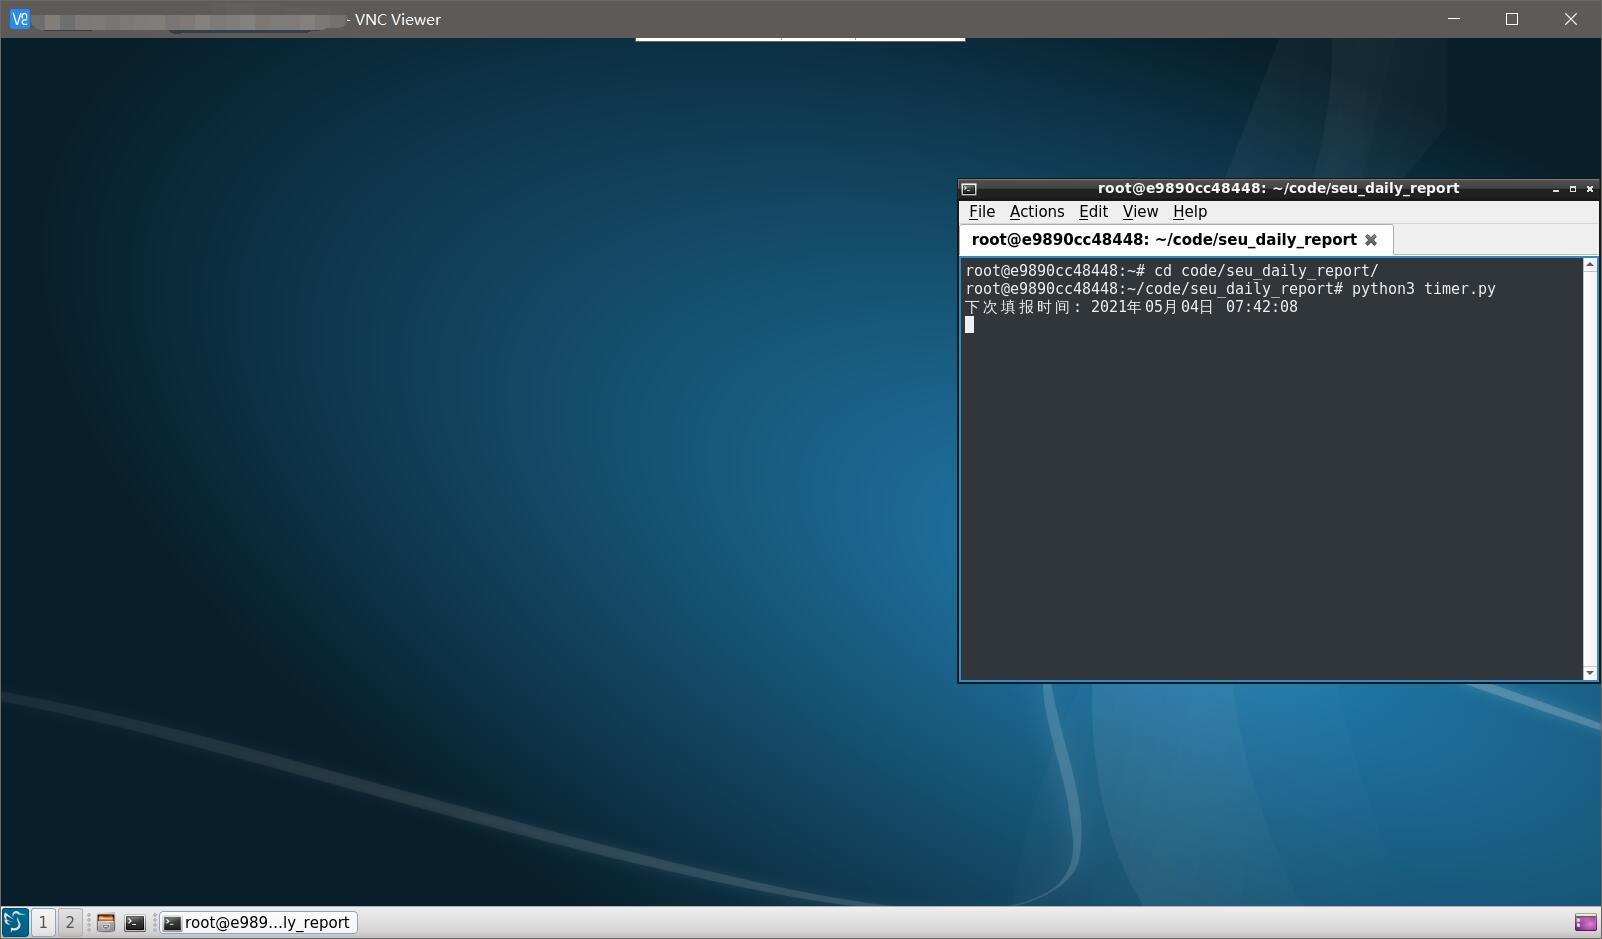 - VNC Viewer
root@e9890cc48448: ~/code/seu_daily_report
File Actions Edit View Help
root@e9890cc48448: ~/code/seu_daily_report
root@e9890cc48448:~# cd code/seu_daily_report/
root@e9890cc48448:~/code/seu_daily_report# python3 timer.py
下次填报时间: 2021年05月04日 07:42:08
1 2 root@e989...ly_report